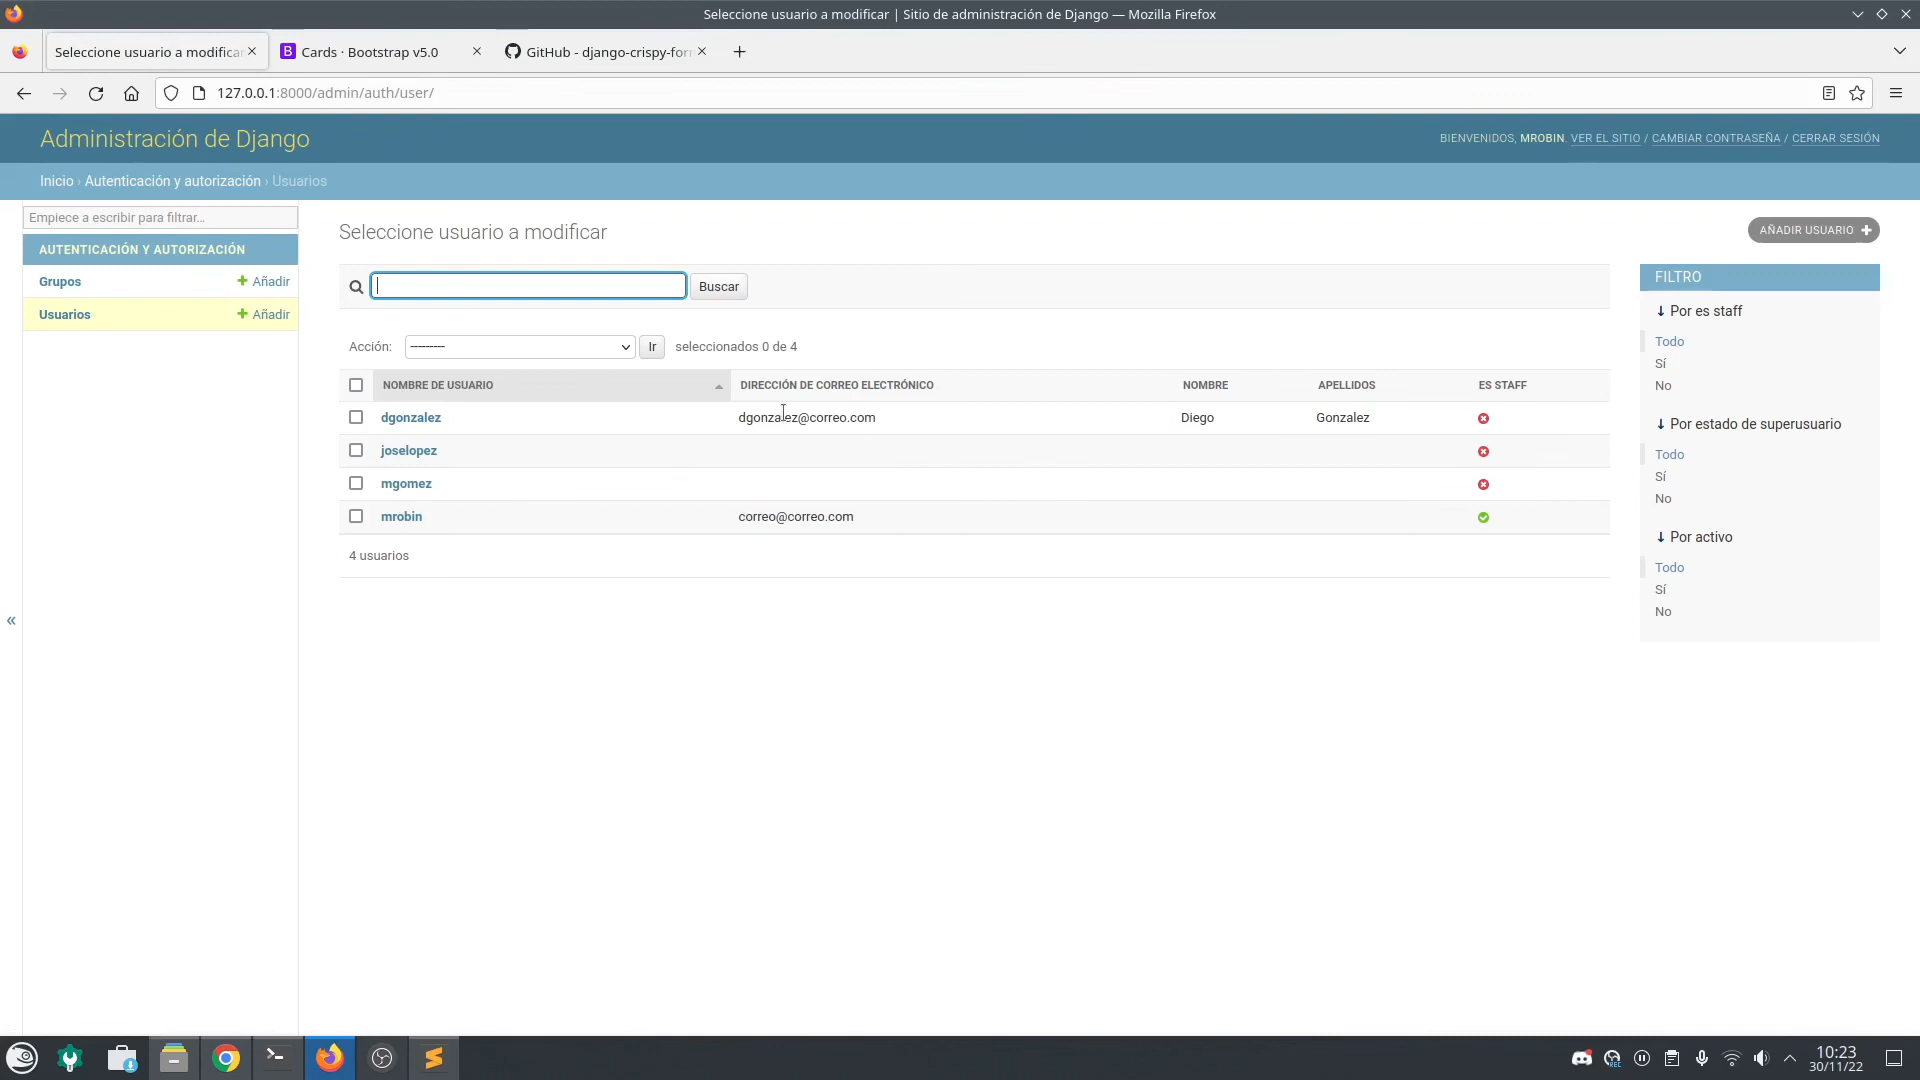 Seleccione usuario a modificar | Sitio de administración de Django — Mozilla Firefox
Seleccione usuario a modifica
Cards · Bootstrap v5.0
GitHub - django-crispy-for
127.0.0.1:8000/admin/auth/user/
Administración de Django
BIENVENIDOS, MROBIN. VER EL SITIO / CAMBIAR CONTRASEÑA / CERRAR SESIÓN
Inicio › Autenticación y autorización › Usuarios
Empiece a escribir para filtrar...
AUTENTICACIÓN Y AUTORIZACIÓN
Grupos Añadir
Usuarios Añadir
Seleccione usuario a modificar
AÑADIR USUARIO
Buscar
Acción: --------- Ir seleccionados 0 de 4
NOMBRE DE USUARIO DIRECCIÓN DE CORREO ELECTRÓNICO NOMBRE APELLIDOS ES STAFF
dgonzalez dgonzalez@correo.com Diego Gonzalez
joselopez
mgomez
mrobin correo@correo.com
4 usuarios
FILTRO
↓ Por es staff
Todo
Sí
No
↓ Por estado de superusuario
Todo
Sí
No
↓ Por activo
Todo
Sí
No
«
REC
10:23
30/11/22